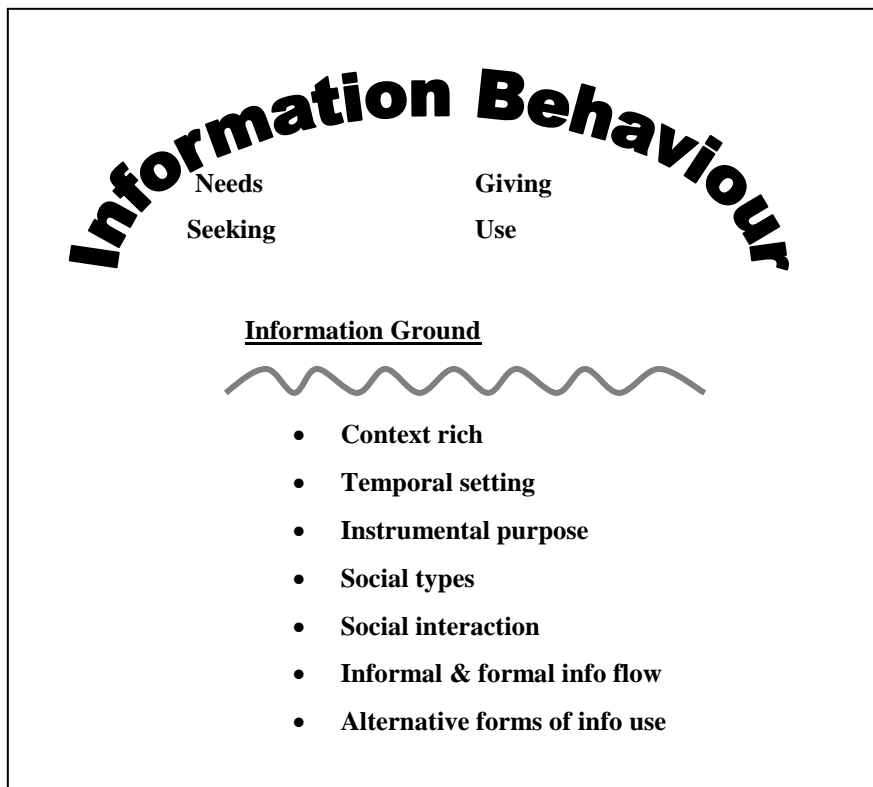 Information Behaviour
Needs Giving
Seeking Use
Information Ground
• Context rich
• Temporal setting
• Instrumental purpose
• Social types
• Social interaction
• Informal & formal info flow
• Alternative forms of info use